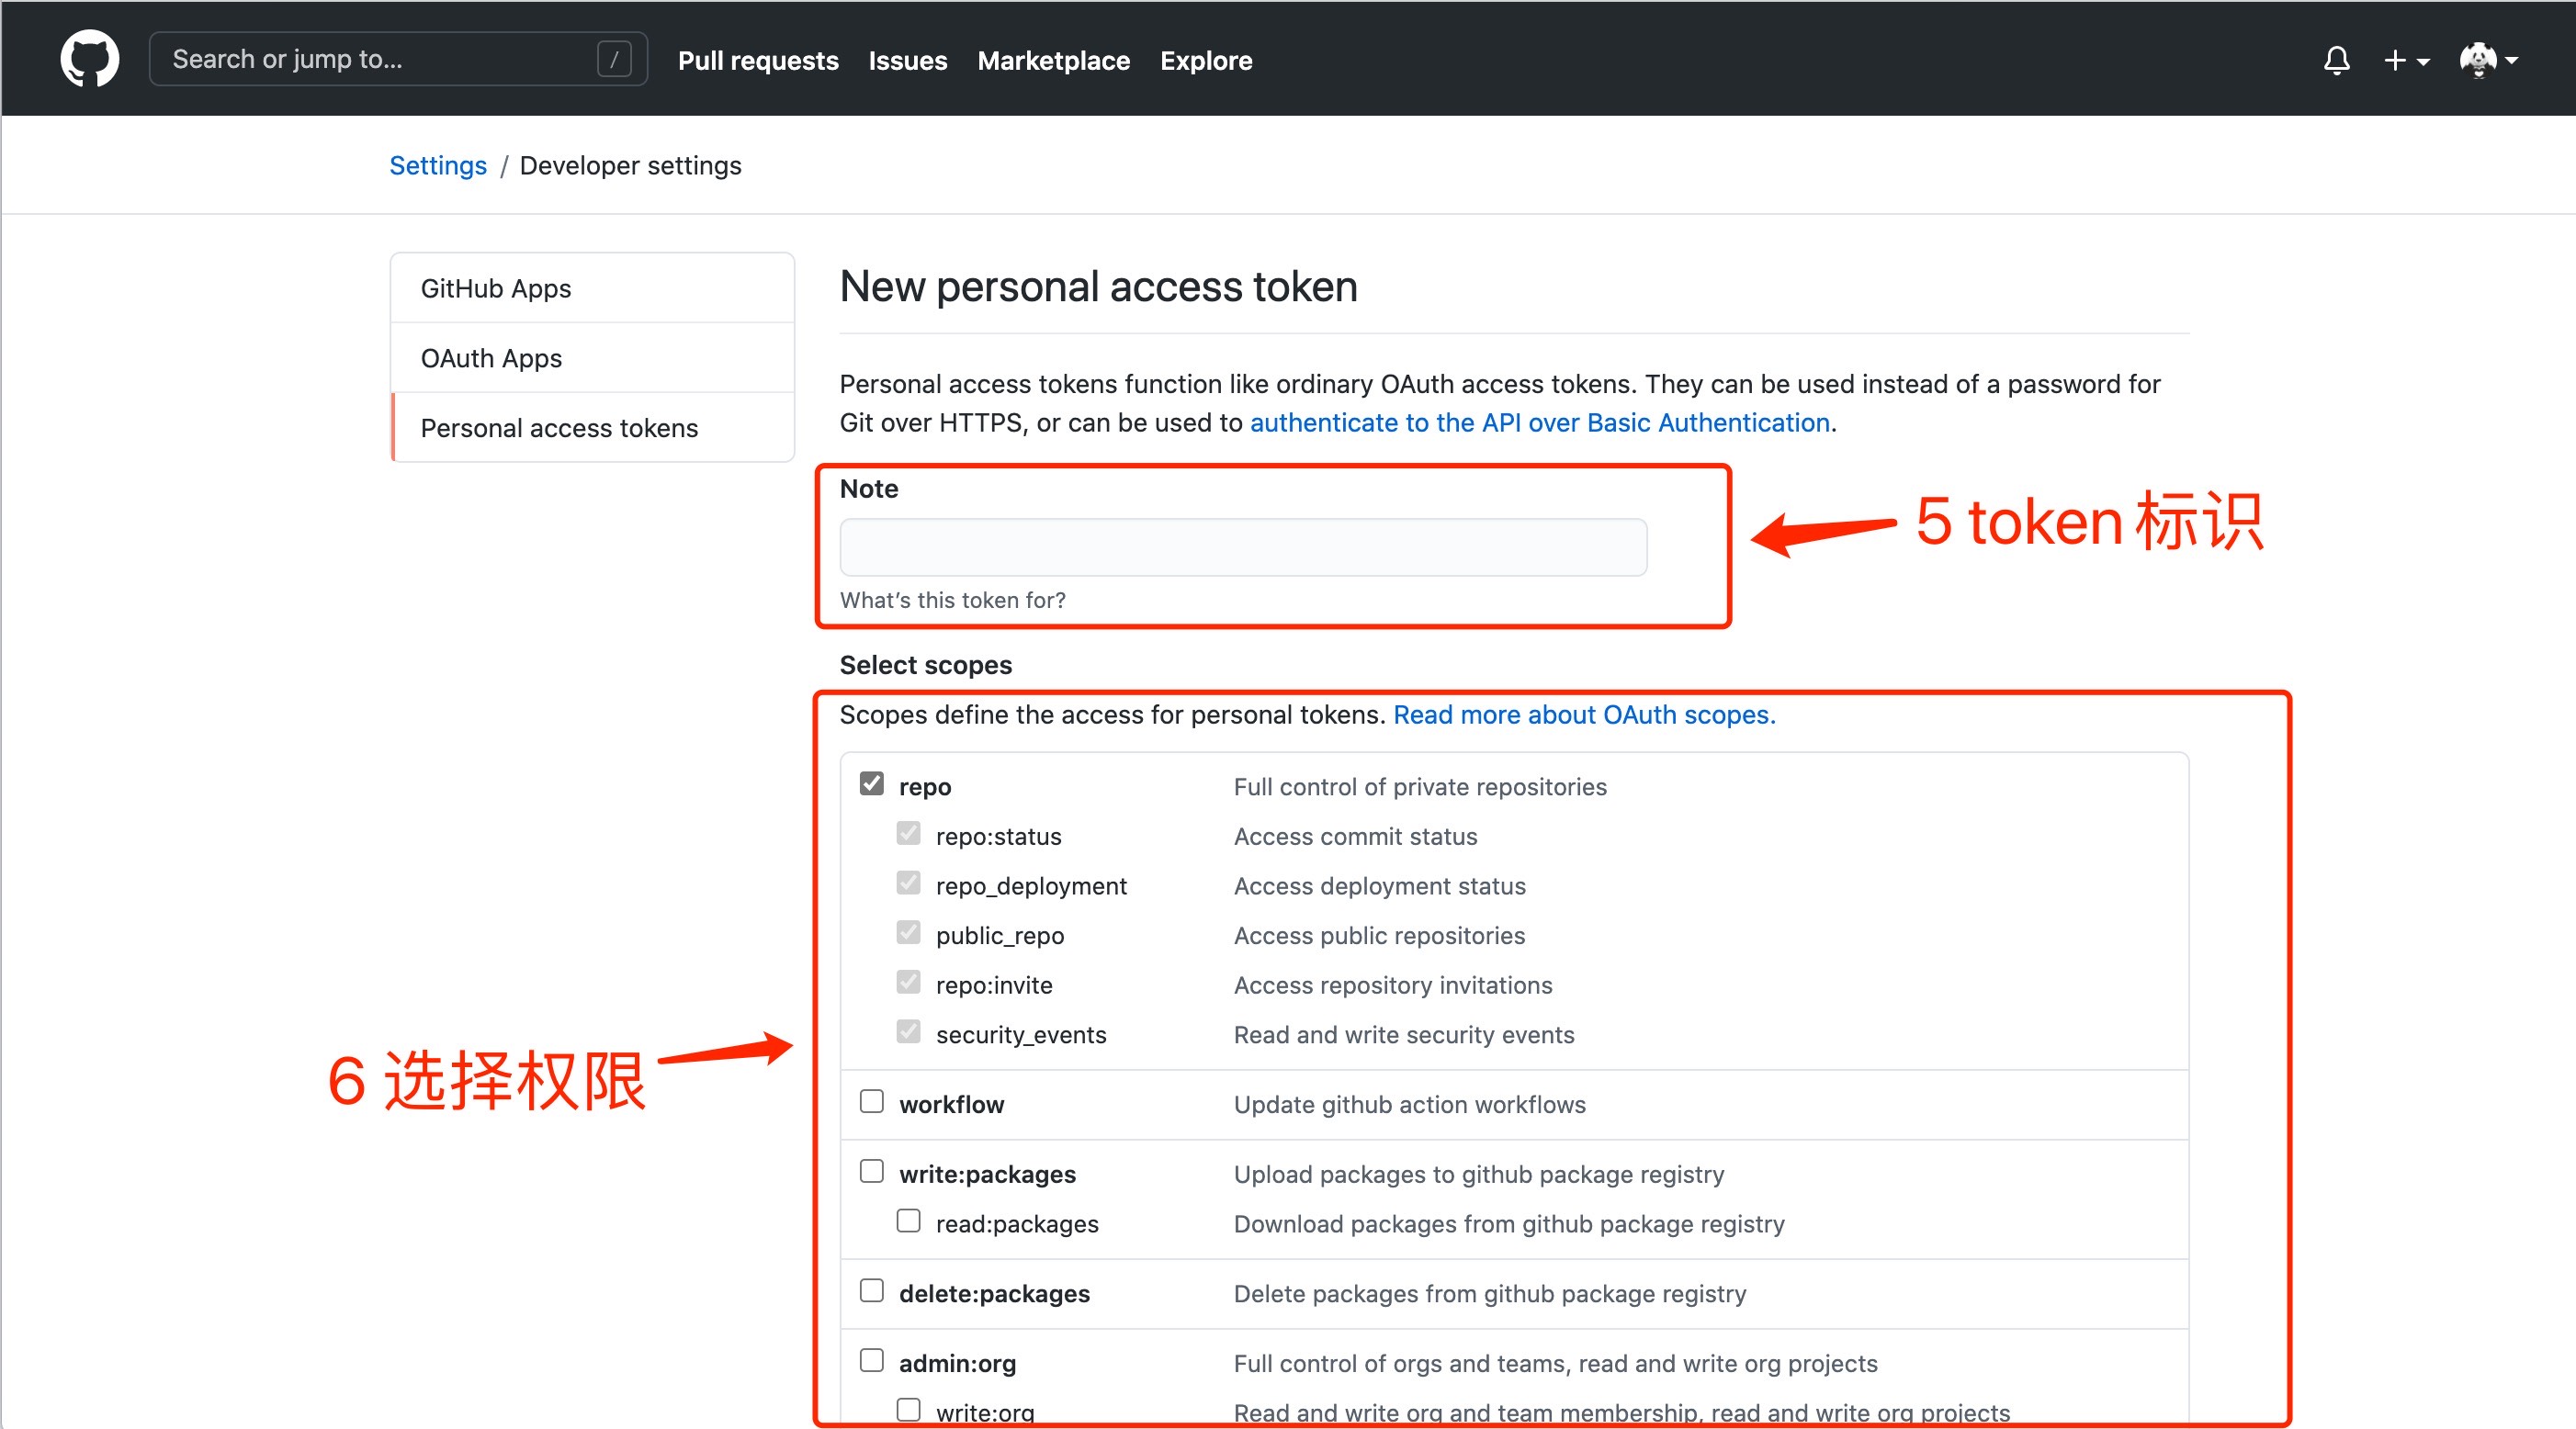 Search or jump to... /
Pull requests Issues Marketplace Explore
Settings / Developer settings
GitHub Apps
OAuth Apps
Personal access tokens
New personal access token
Personal access tokens function like ordinary OAuth access tokens. They can be used instead of a password for
Git over HTTPS, or can be used to authenticate to the API over Basic Authentication.
Note
What's this token for?
5 token 标识
Select scopes
Scopes define the access for personal tokens. Read more about OAuth scopes.
repo Full control of private repositories
repo:status Access commit status
repo_deployment Access deployment status
public_repo Access public repositories
repo:invite Access repository invitations
security_events Read and write security events
6 选择权限
workflow Update github action workflows
write:packages Upload packages to github package registry
read:packages Download packages from github package registry
delete:packages Delete packages from github package registry
admin:org Full control of orgs and teams, read and write org projects
write:org Read and write org and team membership, read and write org projects